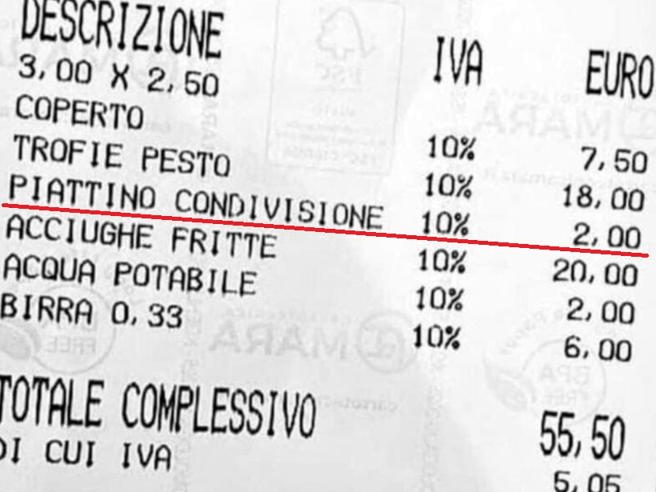 DESCRIZIONE IVA EURO
3,00 X 2,50
COPERTO 10% 7,50
TROFIE PESTO 10% 18,00
PIATTINO CONDIVISIONE 10% 2,00
ACCIUGHE FRITTE 10% 20,00
ACQUA POTABILE 10% 2,00
BIRRA 0,33 10% 6,00
TOTALE COMPLESSIVO 55,50
DI CUI IVA 5,05